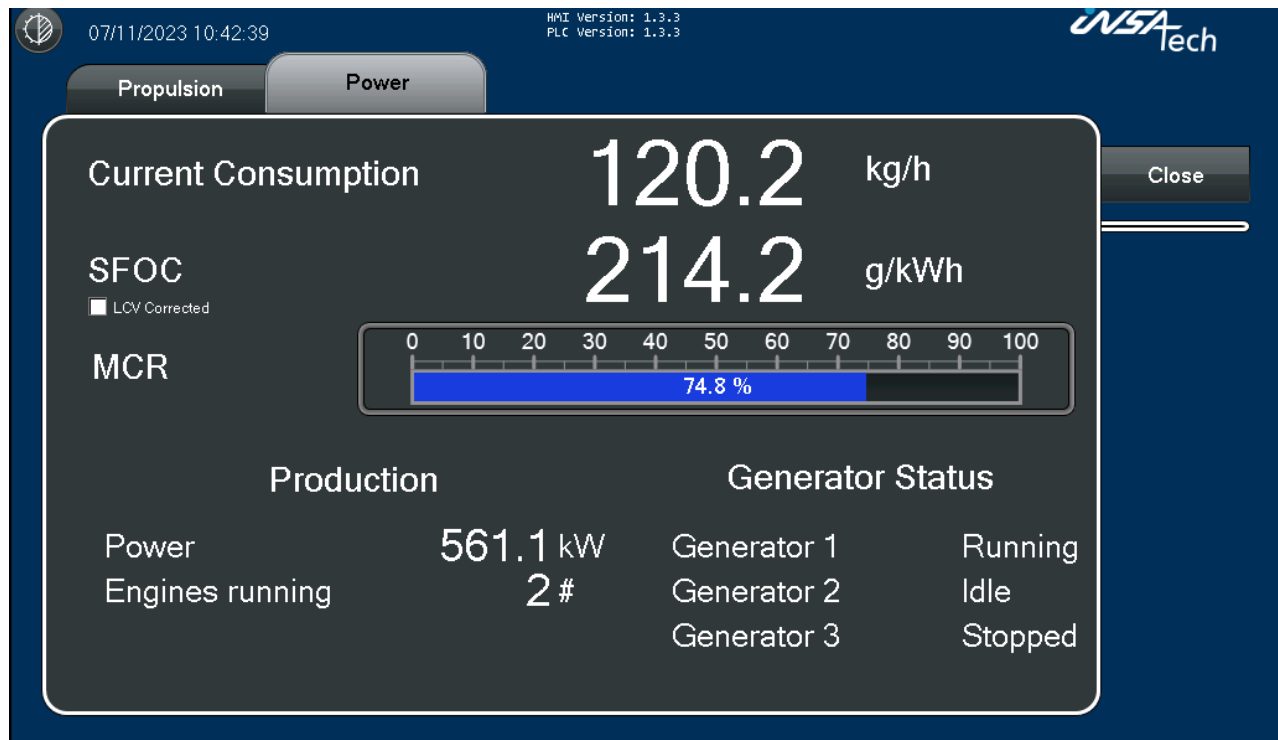 07/11/2023 10:42:39
HMI Version: 1.3.3
PLC Version: 1.3.3
iNSATech
Propulsion
Power
Close
Current Consumption 120.2 kg/h
SFOC 214.2 g/kWh
LCV Corrected
0 10 20 30 40 50 60 70 80 90 100
MCR
74.8 %
Production
Generator Status
Power 561.1 kW
Generator 1 Running
Engines running 2 #
Generator 2 Idle
Generator 3 Stopped